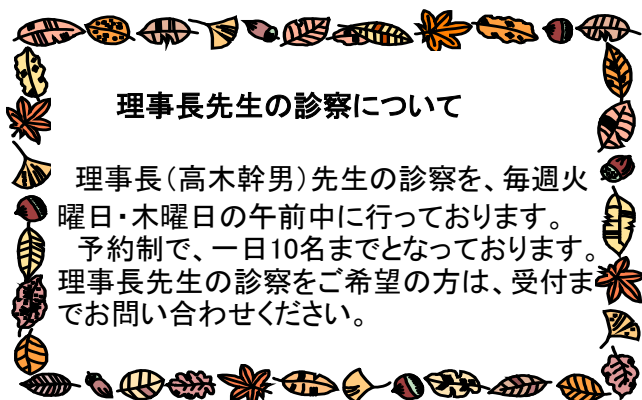 理事長先生の診察について
理事長(高木幹男)先生の診察を、毎週火
曜日・木曜日の午前中に行っております。
予約制で、一日10名までとなっております。
理事長先生の診察をご希望の方は、受付ま
でお問い合わせください。